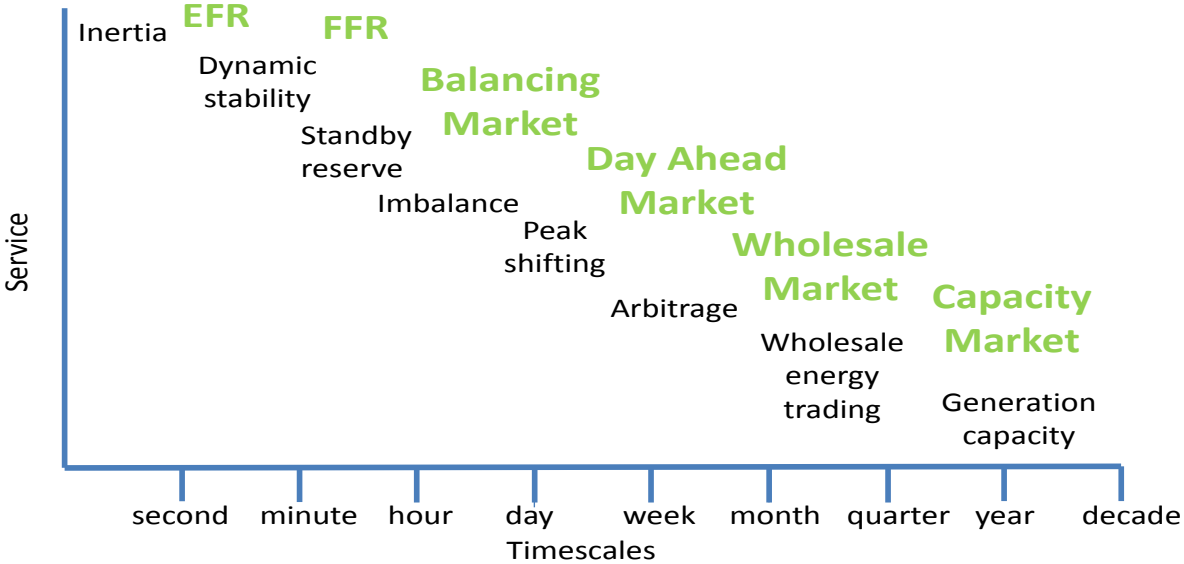 EFR
FFR
Inertia
Dynamic
stability
Balancing
Market
Standby
reserve
Day Ahead
Market
Imbalance
Peak
shifting
Wholesale
Market
Arbitrage
Capacity
Market
Wholesale
energy
trading
Generation
capacity
Service
second minute hour day week month quarter year decade
Timescales